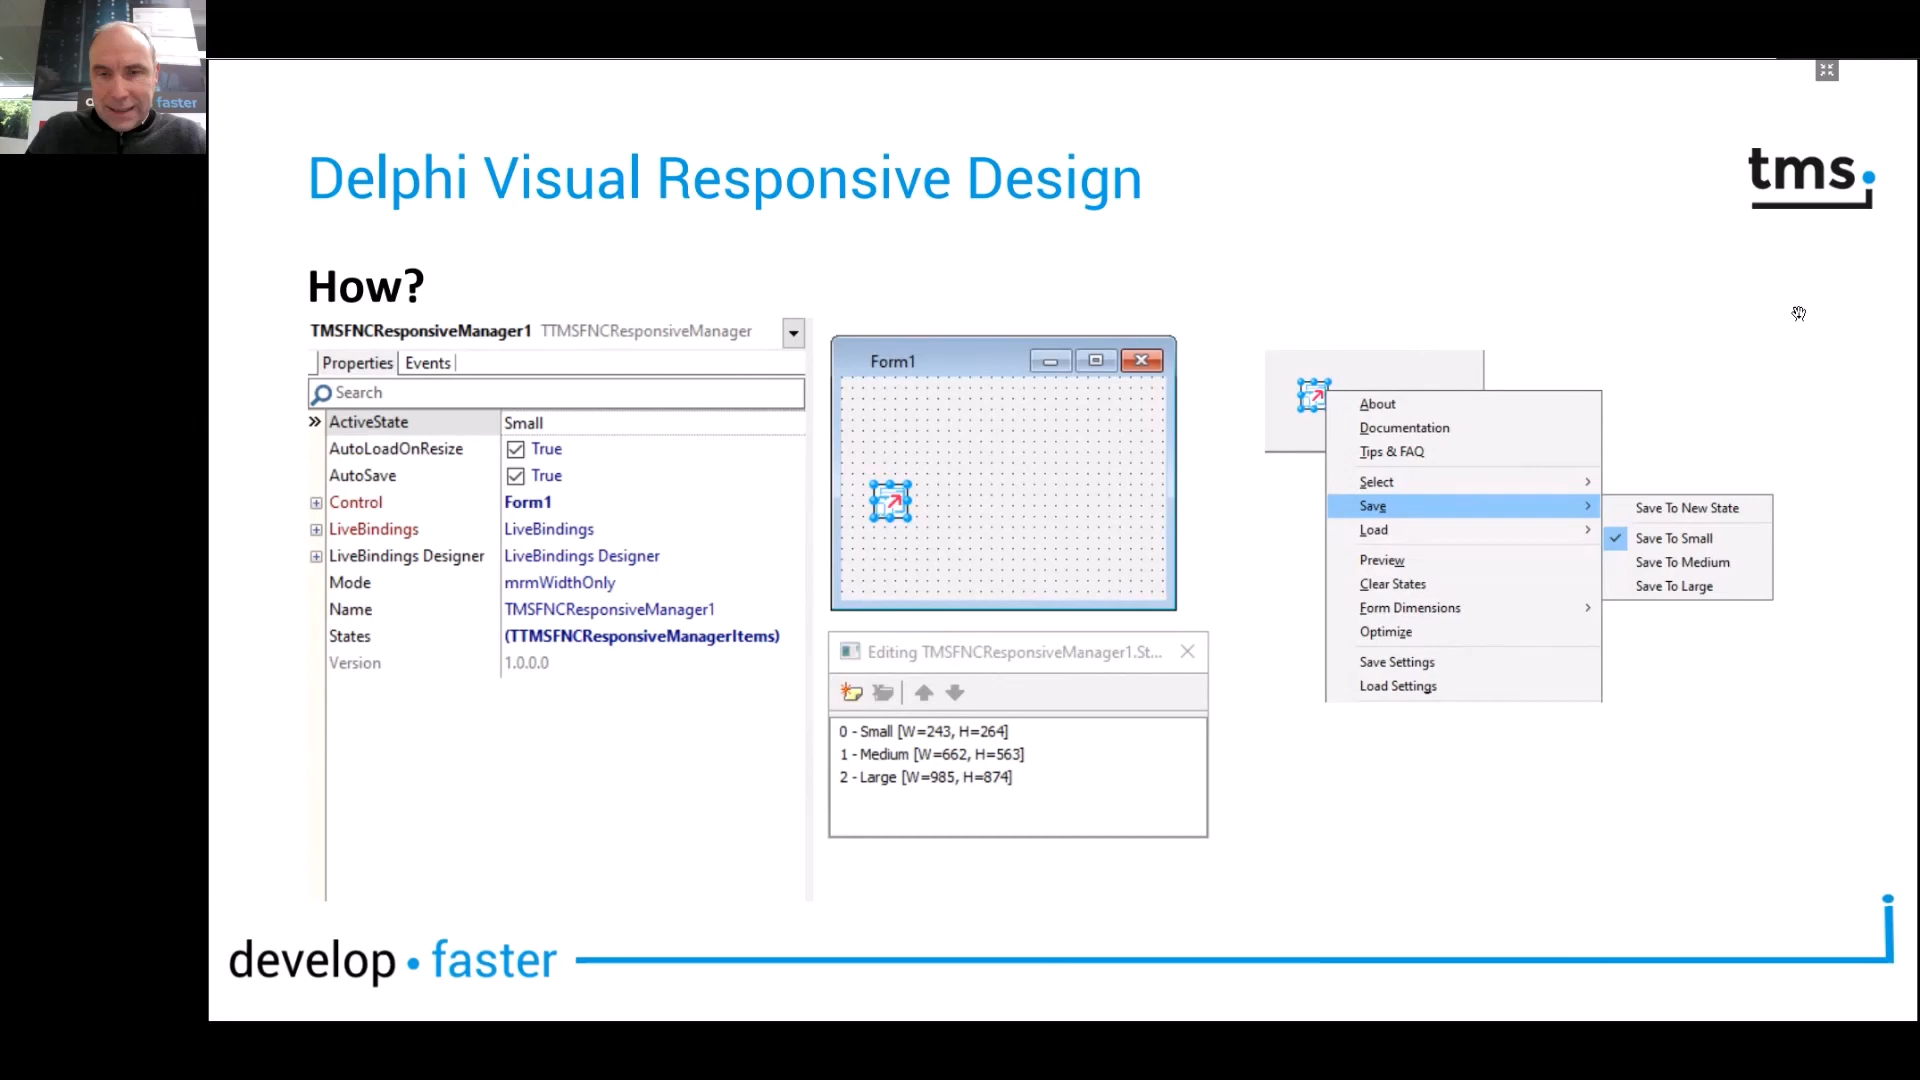 faster
Delphi Visual Responsive Design
tms.
How?
TMSFNCResponsiveManager1 TTMSFNCResponsiveManager
Properties Events
Search
ActiveState Small
AutoLoadOnResize True
AutoSave True
Control Form1
LiveBindings LiveBindings
LiveBindings Designer LiveBindings Designer
Mode mrmWidthOnly
Name TMSFNCResponsiveManager1
States (TTMSFNCResponsiveManagerItems)
Version 1.0.0.0
Form1
Editing TMSFNCResponsiveManager1.St...
0 - Small [W=243, H=264]
1 - Medium [W=662, H=563]
2 - Large [W=985, H=874]
About
Documentation
Tips & FAQ
Select
Save
Load
Preview
Clear States
Form Dimensions
Optimize
Save Settings
Load Settings
Save To New State
Save To Small
Save To Medium
Save To Large
develop • faster